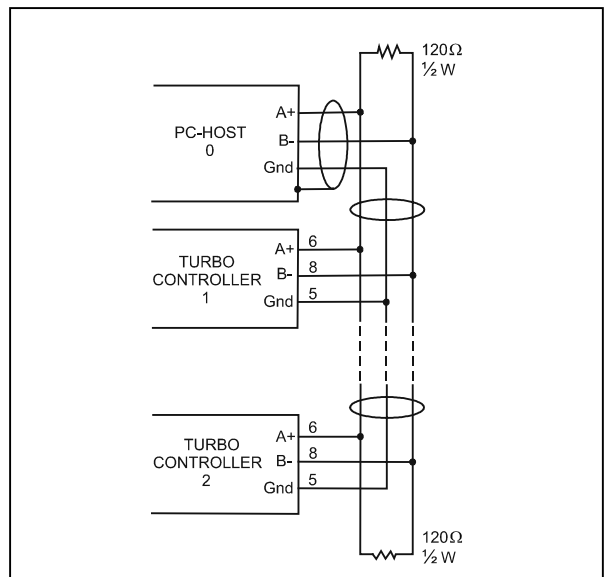 120Ω
½ W
PC-HOST
0
A+
B-
Gnd
TURBO
CONTROLLER
1
A+ 6
B- 8
Gnd 5
TURBO
CONTROLLER
2
A+ 6
B- 8
Gnd 5
120Ω
½ W